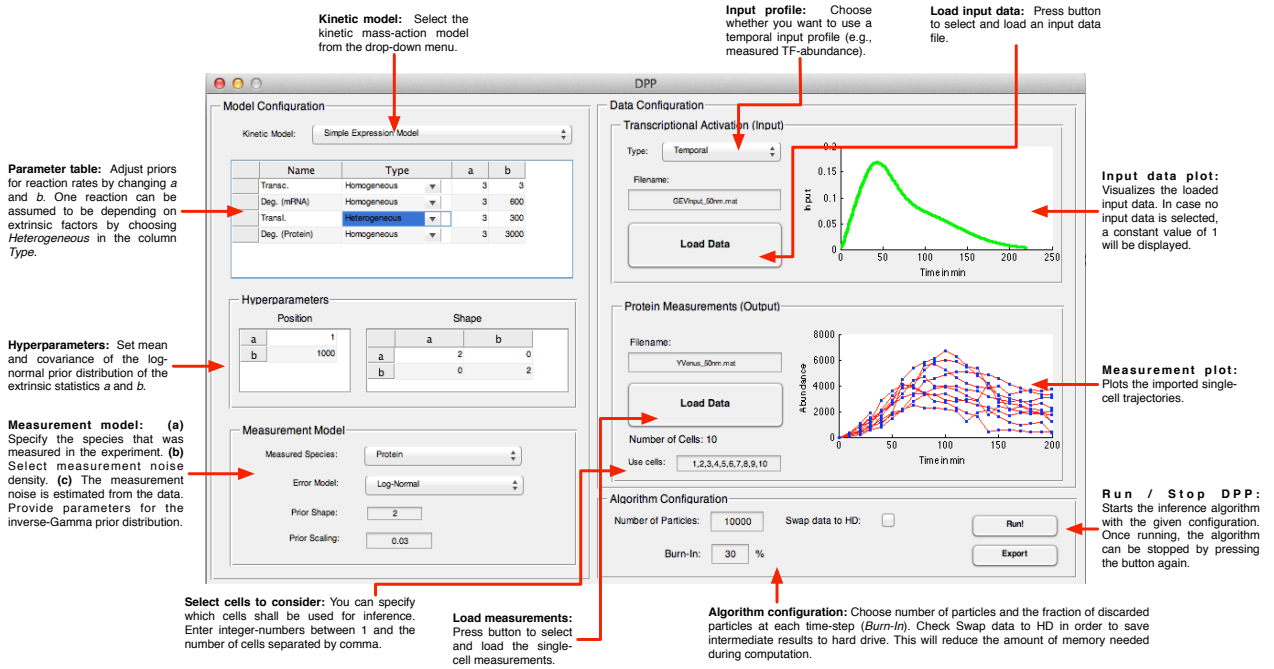 Kinetic model: Select the
kinetic mass-action model
from the drop-down menu.
Input profile: Choose
whether you want to use a
temporal input profile (e.g.,
measured TF-abundance).
Load input data: Press button
to select and load an input data
file.
DPP
Model Configuration
Kinetic Model: Simple Expression Model
Name Type a b
Transc. Homogeneous 3 3
Deg. (mRNA) Homogeneous 3 600
Transl. Heterogeneous 3 300
Deg. (Protein) Homogeneous 3 3000
Parameter table: Adjust priors
for reaction rates by changing a
and b. One reaction can be
assumed to be depending on
extrinsic factors by choosing
Heterogeneous in the column
Type.
Hyperparameters
Position Shape
a 1
b 1000
a b
a 2 0
b 0 2
Hyperparameters: Set mean
and covariance of the log-
normal prior distribution of the
extrinsic statistics a and b.
Measurement Model
Measured Species: Protein
Error Model: Log-Normal
Prior Shape: 2
Prior Scaling: 0.03
Measurement model: (a)
Specify the species that was
measured in the experiment. (b)
Select measurement noise
density. (c) The measurement
noise is estimated from the data.
Provide parameters for the
inverse-Gamma prior distribution.
Data Configuration
Transcriptional Activation (Input)
Type: Temporal
Filename:
GEVInput_50nm.mat
Load Data
0.2
0.15
0.1
0.05
0
Input
0 50 100 150 200 250
Time in min
Input data plot:
Visualizes the loaded
input data. In case no
input data is selected,
a constant value of 1
will be displayed.
Protein Measurements (Output)
Filename:
YVenus_50nm.mat
Load Data
Number of Cells: 10
Use cells: 1,2,3,4,5,6,7,8,9,10
8000
6000
4000
2000
0
Abundance
0 50 100 150 200
Time in min
Measurement plot:
Plots the imported single-
cell trajectories.
Algorithm Configuration
Number of Particles: 10000 Swap data to HD:
Burn-In: 30 %
Run!
Export
Run / Stop DPP:
Starts the inference algorithm
with the given configuration.
Once running, the algorithm
can be stopped by pressing
the button again.
Select cells to consider: You can specify
which cells shall be used for inference.
Enter integer-numbers between 1 and the
number of cells separated by comma.
Load measurements:
Press button to select
and load the single-
cell measurements.
Algorithm configuration: Choose number of particles and the fraction of discarded
particles at each time-step (Burn-In). Check Swap data to HD in order to save
intermediate results to hard drive. This will reduce the amount of memory needed
during computation.